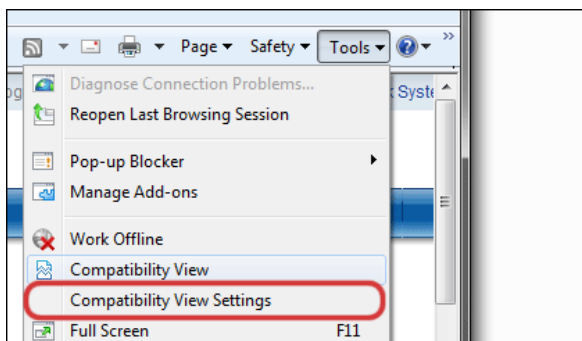 Page Safety Tools »
Diagnose Connection Problems...
Syste
Reopen Last Browsing Session
Pop-up Blocker
Manage Add-ons
Work Offline
Compatibility View
Compatibility View Settings
Full Screen F11